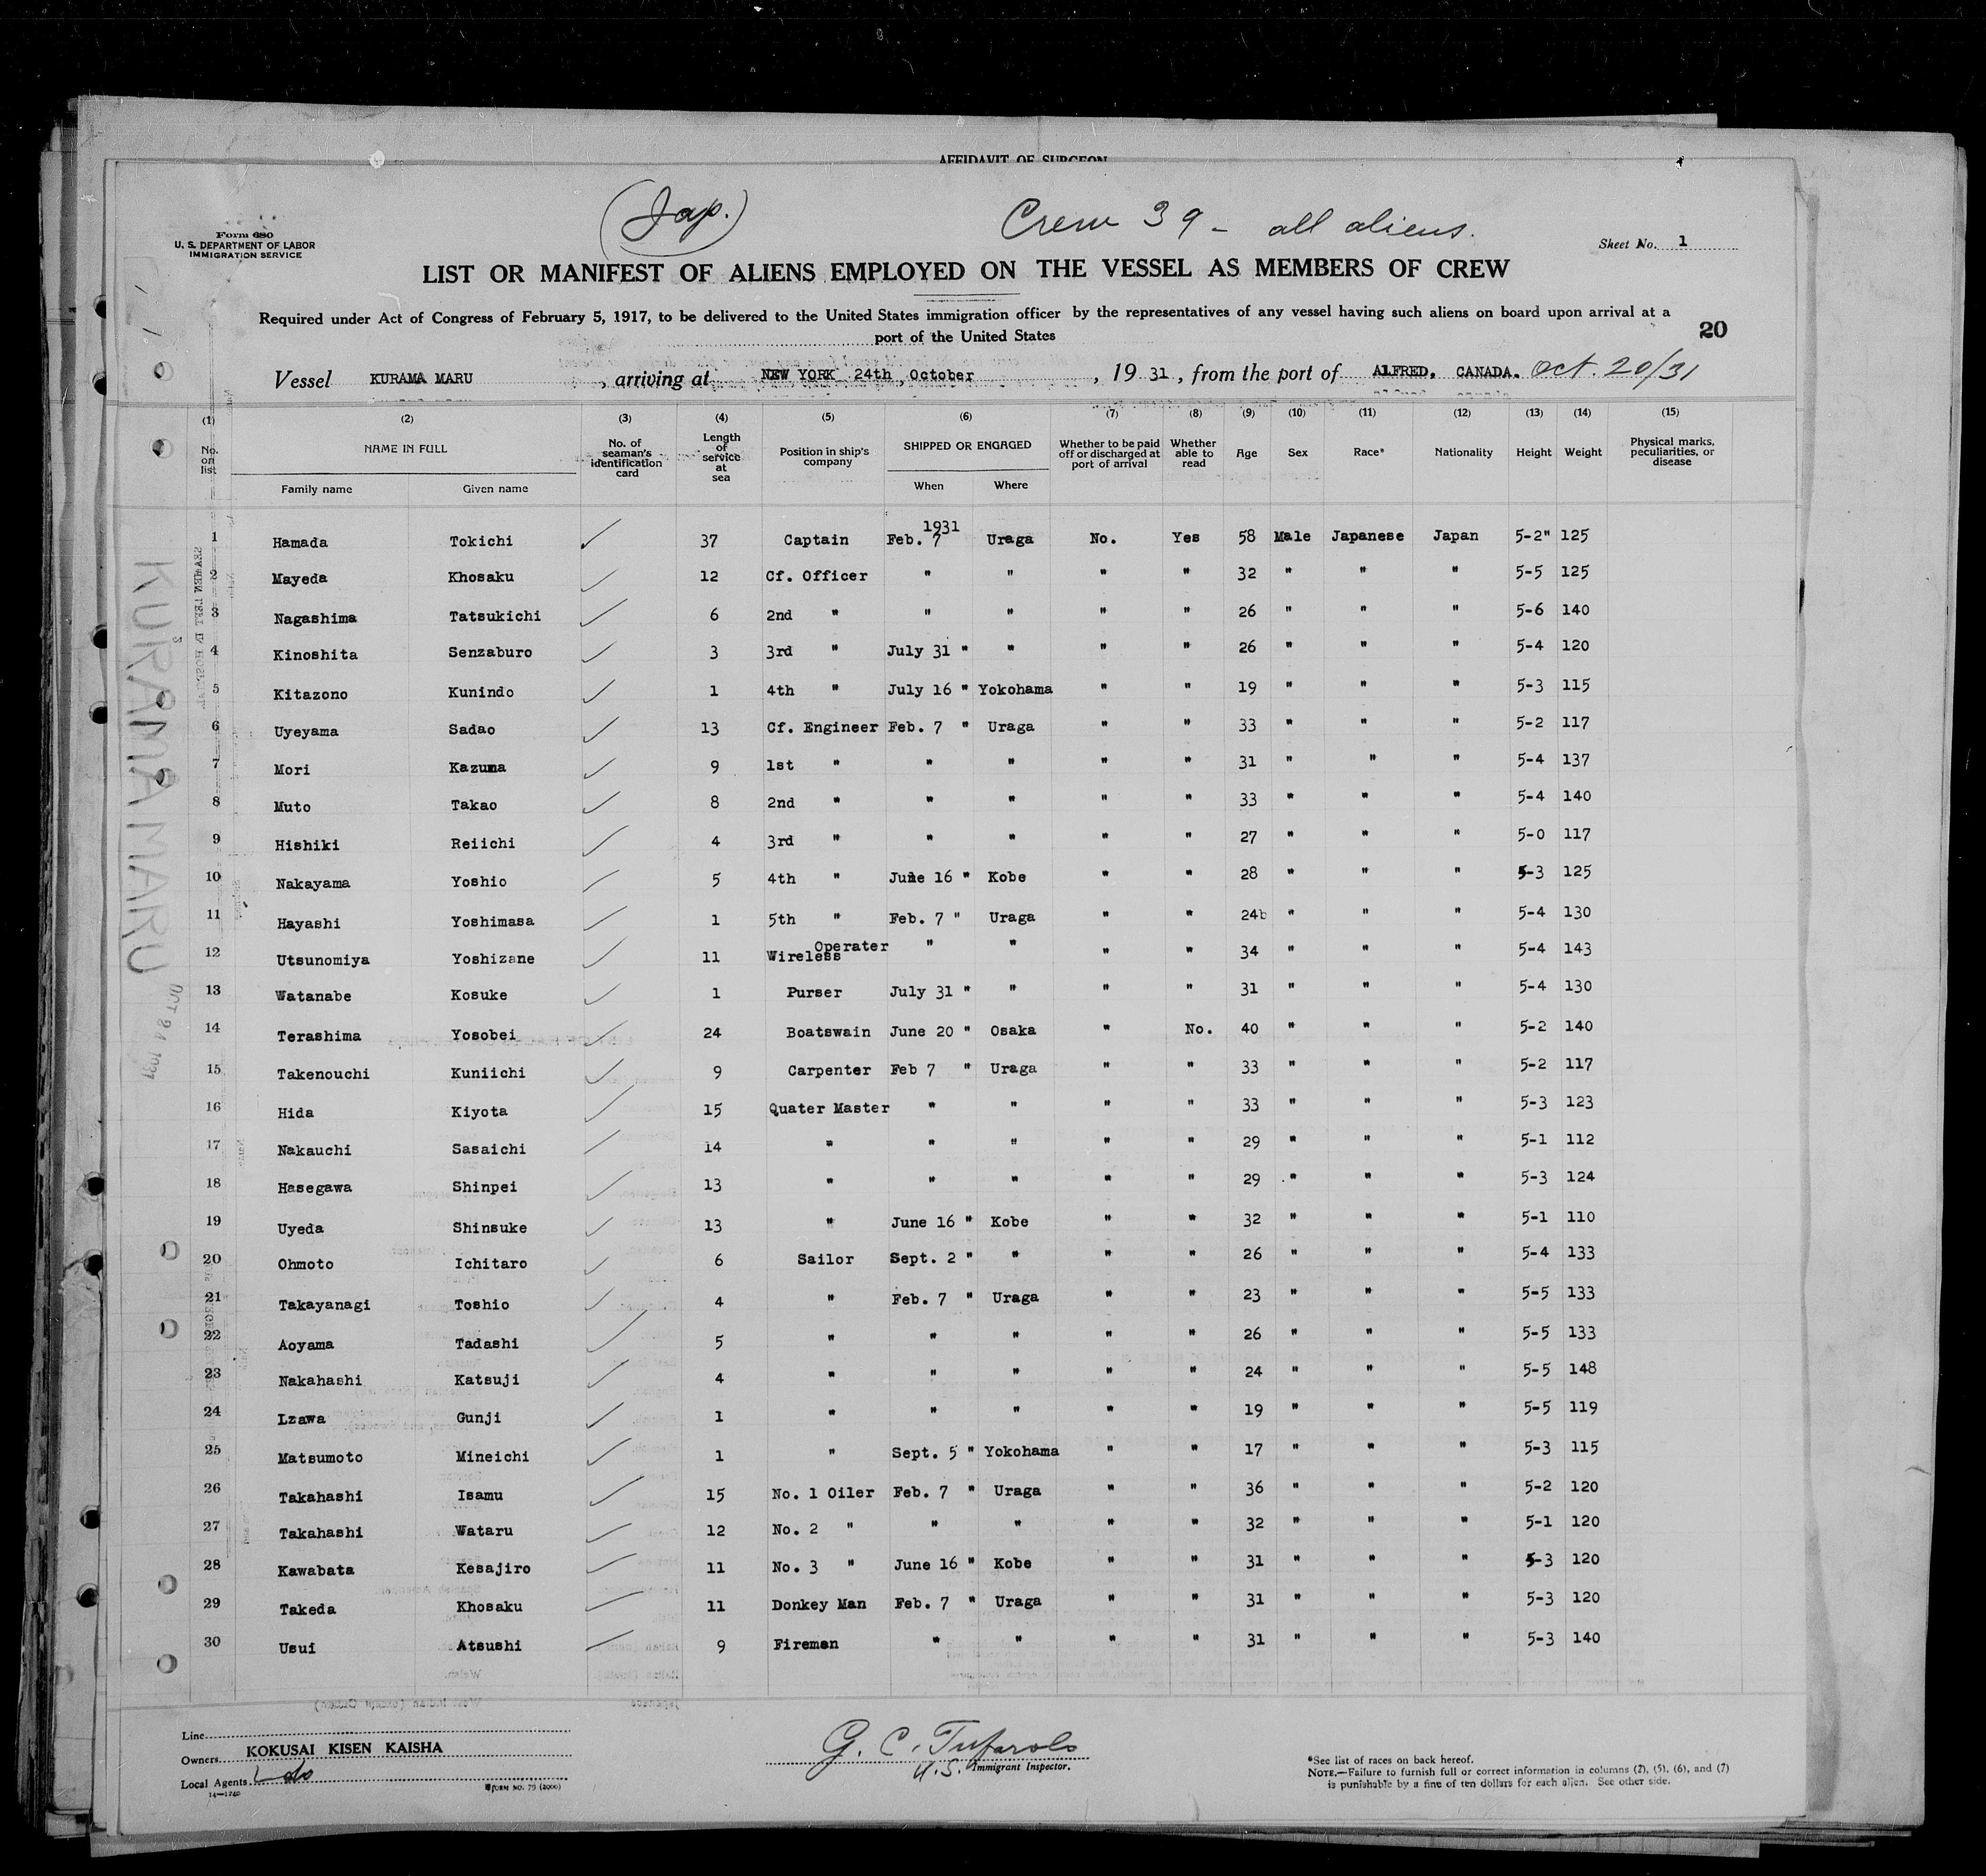 AFFIDAVIT OF SURGEON
(Jap.)
Crew 39 - all aliens.
Form 680
U. S. DEPARTMENT OF LABOR
IMMIGRATION SERVICE
Sheet No. 1
LIST OR MANIFEST OF ALIENS EMPLOYED ON THE VESSEL AS MEMBERS OF CREW
Required under Act of Congress of February 5, 1917, to be delivered to the United States immigration officer by the representatives of any vessel having such aliens on board upon arrival at a
port of the United States
20
Vessel KURAMA MARU, arriving at NEW YORK 24th, October, 1931, from the port of ALFRED, CANADA. Oct. 20/31
(1) (2) (3) (4) (5) (6) (7) (8) (9) (10) (11) (12) (13) (14) (15)
No. on list NAME IN FULL Family name Given name No. of seaman's identification card Length of service at sea Position in ship's company SHIPPED OR ENGAGED When Where Whether to be paid off or discharged at port of arrival Whether able to read Age Sex Race* Nationality Height Weight Physical marks, peculiarities, or disease
1 Hamada Tokichi ✓ 37 Captain Feb. 7 1931 Uraga No. Yes 58 Male Japanese Japan 5-2" 125
2 Mayeda Khosaku ✓ 12 Cf. Officer " " " " 32 " " " 5-5 125
3 Nagashima Tatsukichi ✓ 6 2nd " " " " " 26 " " " 5-6 140
4 Kinoshita Senzaburo ✓ 3 3rd " July 31 " " " " 26 " " " 5-4 120
5 Kitazono Kunindo ✓ 1 4th " July 16 " Yokohama " " 19 " " " 5-3 115
6 Uyeyama Sadao ✓ 13 Cf. Engineer Feb. 7 " Uraga " " 33 " " " 5-2 117
7 Mori Kazuma ✓ 9 1st " " " " " 31 " " " 5-4 137
8 Muto Takao ✓ 8 2nd " " " " " 33 " " " 5-4 140
9 Hishiki Reiichi ✓ 4 3rd " " " " " 27 " " " 5-0 117
10 Nakayama Yoshio ✓ 5 4th " June 16 " Kobe " " 28 " " " 5-3 125
11 Hayashi Yoshimasa ✓ 1 5th " Feb. 7 " Uraga " " 24 " " " 5-4 130
12 Utsunomiya Yoshizane ✓ 11 Wireless Operater " " " " 34 " " " 5-4 143
13 Watanabe Kosuke ✓ 1 Purser July 31 " " " " 31 " " " 5-4 130
14 Terashima Yosobei ✓ 24 Boatswain June 20 " Osaka " No. 40 " " " 5-2 140
15 Takenouchi Kuniichi ✓ 9 Carpenter Feb 7 " Uraga " " 33 " " " 5-2 117
16 Hida Kiyota ✓ 15 Quater Master " " " " 33 " " " 5-3 123
17 Nakauchi Sasaichi ✓ 14 " " " " " 29 " " " 5-1 112
18 Hasegawa Shinpei ✓ 13 " " " " " 29 " " " 5-3 124
19 Uyeda Shinsuke ✓ 13 " June 16 " Kobe " " 32 " " " 5-1 110
20 Ohmoto Ichitaro ✓ 6 Sailor Sept. 2 " " " " 26 " " " 5-4 133
21 Takayanagi Toshio ✓ 4 " Feb. 7 " Uraga " " 23 " " " 5-5 133
22 Aoyama Tadashi ✓ 5 " " " " " 26 " " " 5-5 133
23 Nakahashi Katsuji ✓ 4 " " " " " 24 " " " 5-5 148
24 Lzawa Gunji ✓ 1 " " " " " 19 " " " 5-5 119
25 Matsumoto Mineichi ✓ 1 " Sept. 5 " Yokohama " " 17 " " " 5-3 115
26 Takahashi Isamu ✓ 15 No. 1 Oiler Feb. 7 " Uraga " " 36 " " " 5-2 120
27 Takahashi Wataru ✓ 12 No. 2 " " " " " 32 " " " 5-1 120
28 Kawabata Kesajiro ✓ 11 No. 3 " June 16 " Kobe " " 31 " " " 5-3 120
29 Takeda Khosaku ✓ 11 Donkey Man Feb. 7 " Uraga " " 31 " " " 5-3 120
30 Usui Atsushi ✓ 9 Firemen " " " " 31 " " " 5-3 140
KURAMA MARU
Line
Owners KOKUSAI KISEN KAISHA
Local Agents do
14-1240
FORM NO. 79 (2000)
G. C. Tufarolo
U.S. Immigrant Inspector.
*See list of races on back hereof.
NOTE.—Failure to furnish full or correct information in columns (2), (5), (6), and (7)
is punishable by a fine of ten dollars for each alien. See other side.